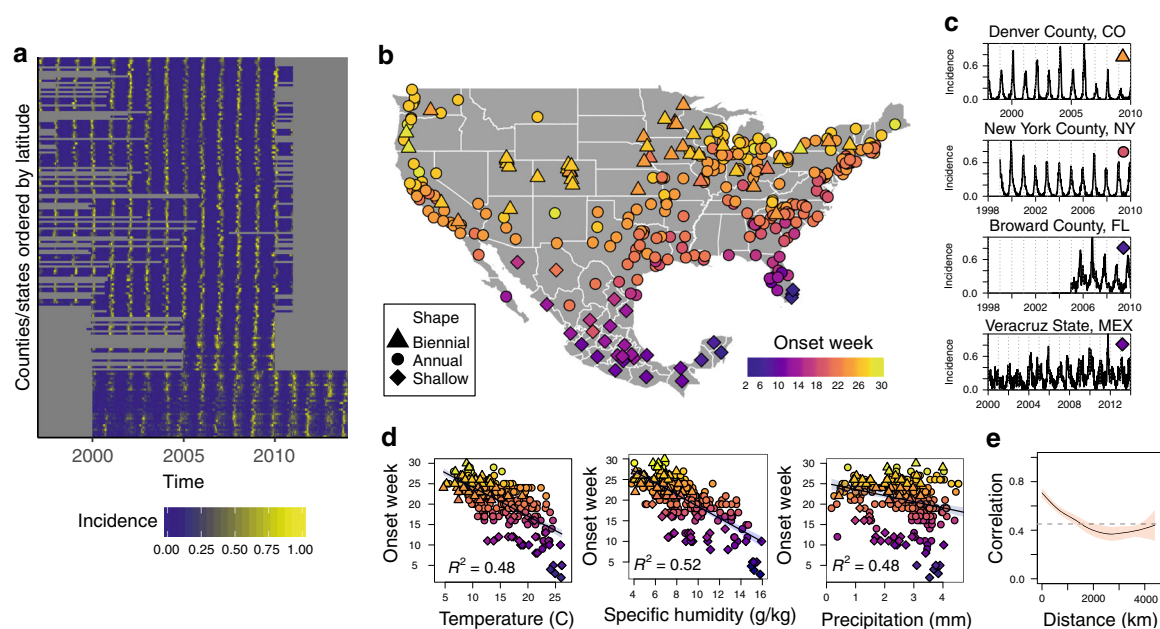 a
Counties/states ordered by latitude
2000
2005
2010
Time
Incidence
0.00 0.25 0.50 0.75 1.00
b
Shape
Biennial
Annual
Shallow
Onset week
2 6 10 14 18 22 26 30
c
Denver County, CO
Incidence
0.6
0.0
2000 2006 2010
New York County, NY
Incidence
0.6
0.0
1998 2002 2006 2010
Broward County, FL
Incidence
0.6
0.0
1998 2002 2006 2010
Veracruz State, MEX
Incidence
0.6
0.0
2000 2004 2008 2012
d
Onset week
30
25
20
15
10
5
R² = 0.48
5 10 15 20 25
Temperature (C)
Onset week
30
25
20
15
10
5
R² = 0.52
4 6 8 10 12 14 16
Specific humidity (g/kg)
Onset week
30
25
20
15
10
5
R² = 0.48
0 1 2 3 4
Precipitation (mm)
e
Correlation
0.8
0.4
0.0
0 2000 4000
Distance (km)